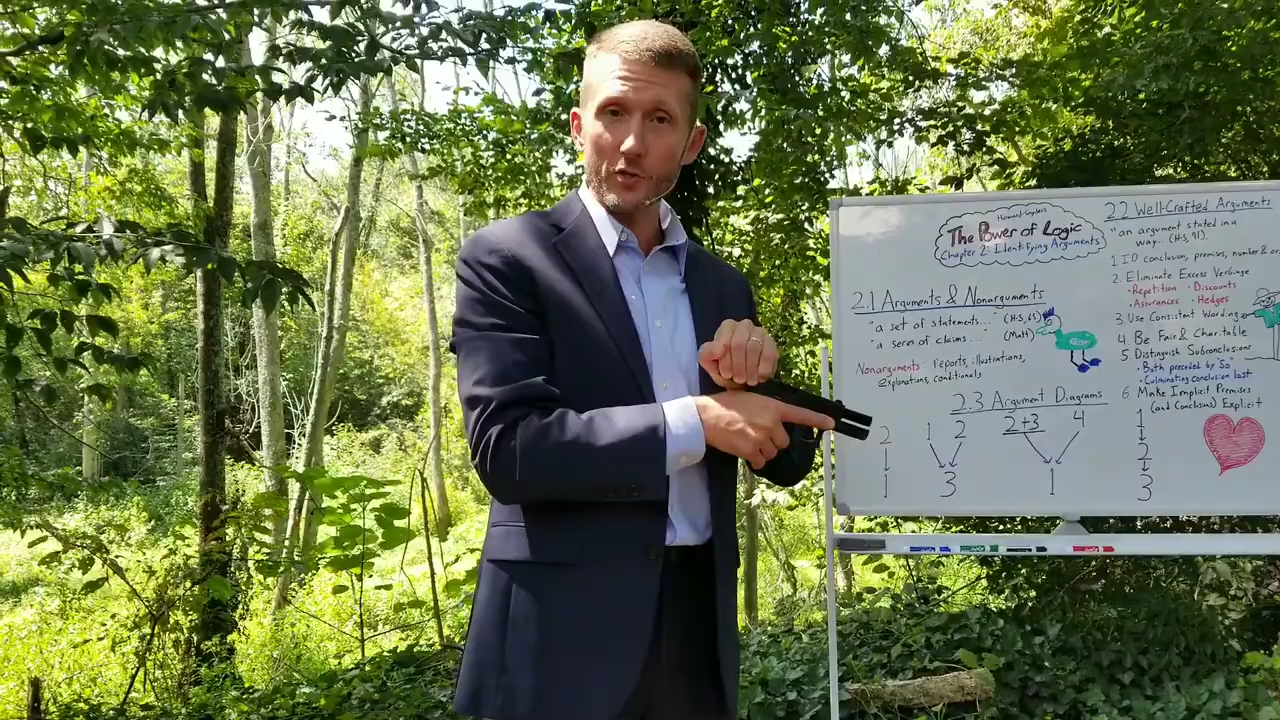 Howard-Snyder's
The Power of Logic
Chapter 2: Identifying Arguments
2.1 Arguments & Nonarguments
"a set of statements..." (H-S, 65)
"a series of claims..." (Matt)
Nonarguments: reports, illustrations,
explanations, conditionals
2.2 Well-Crafted Arguments
"an argument stated in a
way... (H-S, 91).
1. ID conclusion, premises, number &
2. Eliminate Excess Verbiage
• Repetition • Discounts
• Assurances • Hedges
3. Use Consistent Wording
4. Be Fair & Charitable
5. Distinguish Subconclusions
• Both preceded by "So"
• Culminating conclusion last
6. Make Implicit Premises
(and Conclusions) Explicit
2.3 Argument Diagrams
2 1 2 2+3 4 1
2
1 3 1 3